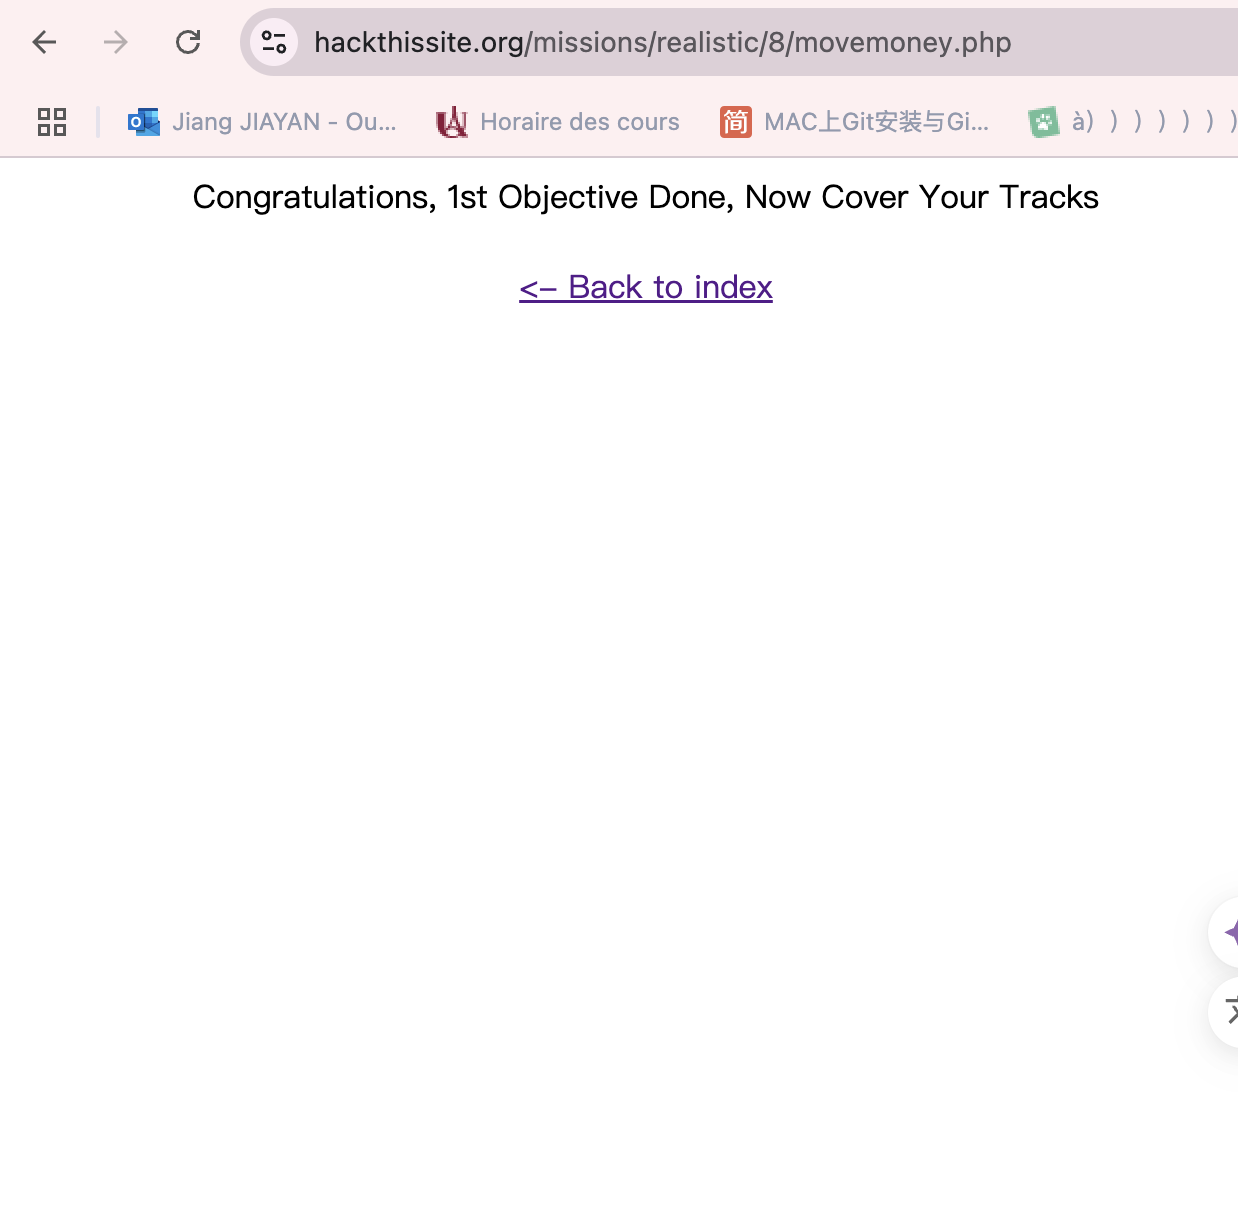 hackthissite.org/missions/realistic/8/movemoney.php
Jiang JIAYAN - Ou... Horaire des cours MAC上Git安装与Gi... à) ) ) ) ) ) )
Congratulations, 1st Objective Done, Now Cover Your Tracks
<- Back to index